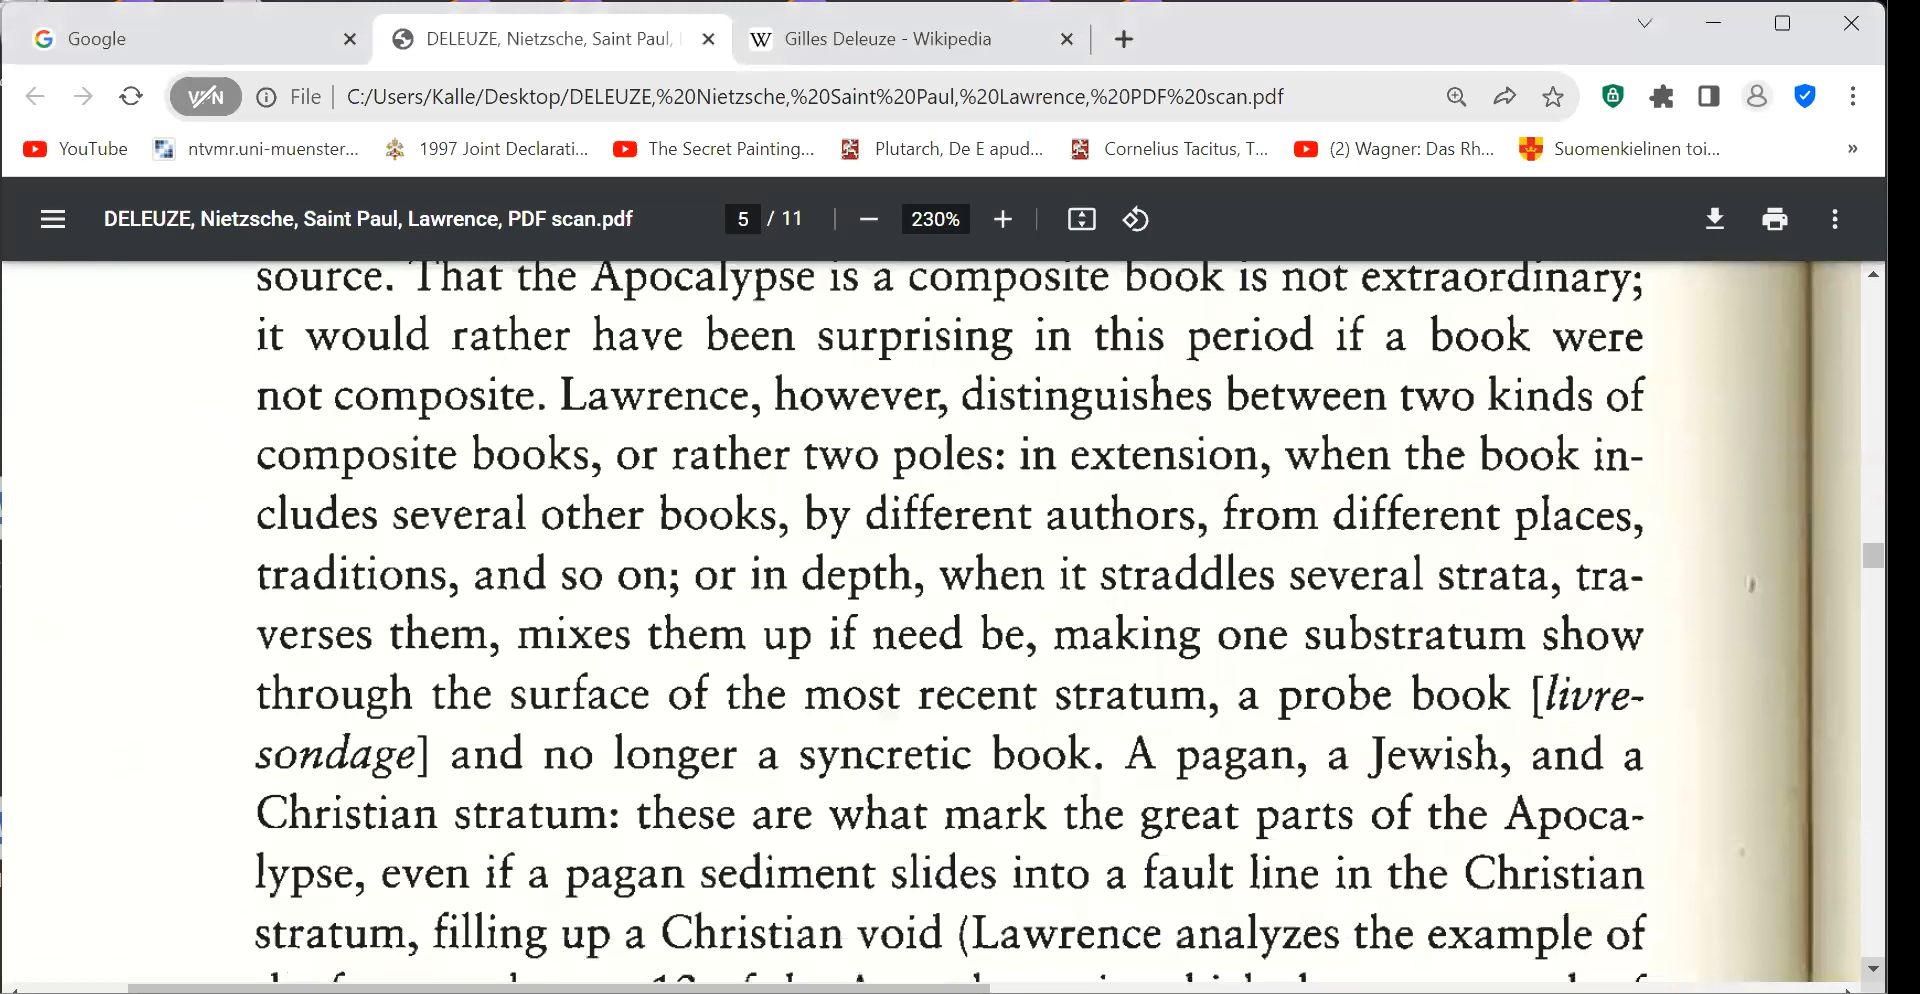 Google
DELEUZE, Nietzsche, Saint Paul,
Gilles Deleuze - Wikipedia
VPN
File
C:/Users/Kalle/Desktop/DELEUZE,%20Nietzsche,%20Saint%20Paul,%20Lawrence,%20PDF%20scan.pdf
YouTube
ntvmr.uni-muenster...
1997 Joint Declarati...
The Secret Painting...
Plutarch, De E apud...
Cornelius Tacitus, T...
(2) Wagner: Das Rh...
Suomenkielinen toi...
»
DELEUZE, Nietzsche, Saint Paul, Lawrence, PDF scan.pdf
5 / 11
230%
source. That the Apocalypse is a composite book is not extraordinary;
it would rather have been surprising in this period if a book were
not composite. Lawrence, however, distinguishes between two kinds of
composite books, or rather two poles: in extension, when the book in-
cludes several other books, by different authors, from different places,
traditions, and so on; or in depth, when it straddles several strata, tra-
verses them, mixes them up if need be, making one substratum show
through the surface of the most recent stratum, a probe book [livre-
sondage] and no longer a syncretic book. A pagan, a Jewish, and a
Christian stratum: these are what mark the great parts of the Apoca-
lypse, even if a pagan sediment slides into a fault line in the Christian
stratum, filling up a Christian void (Lawrence analyzes the example of